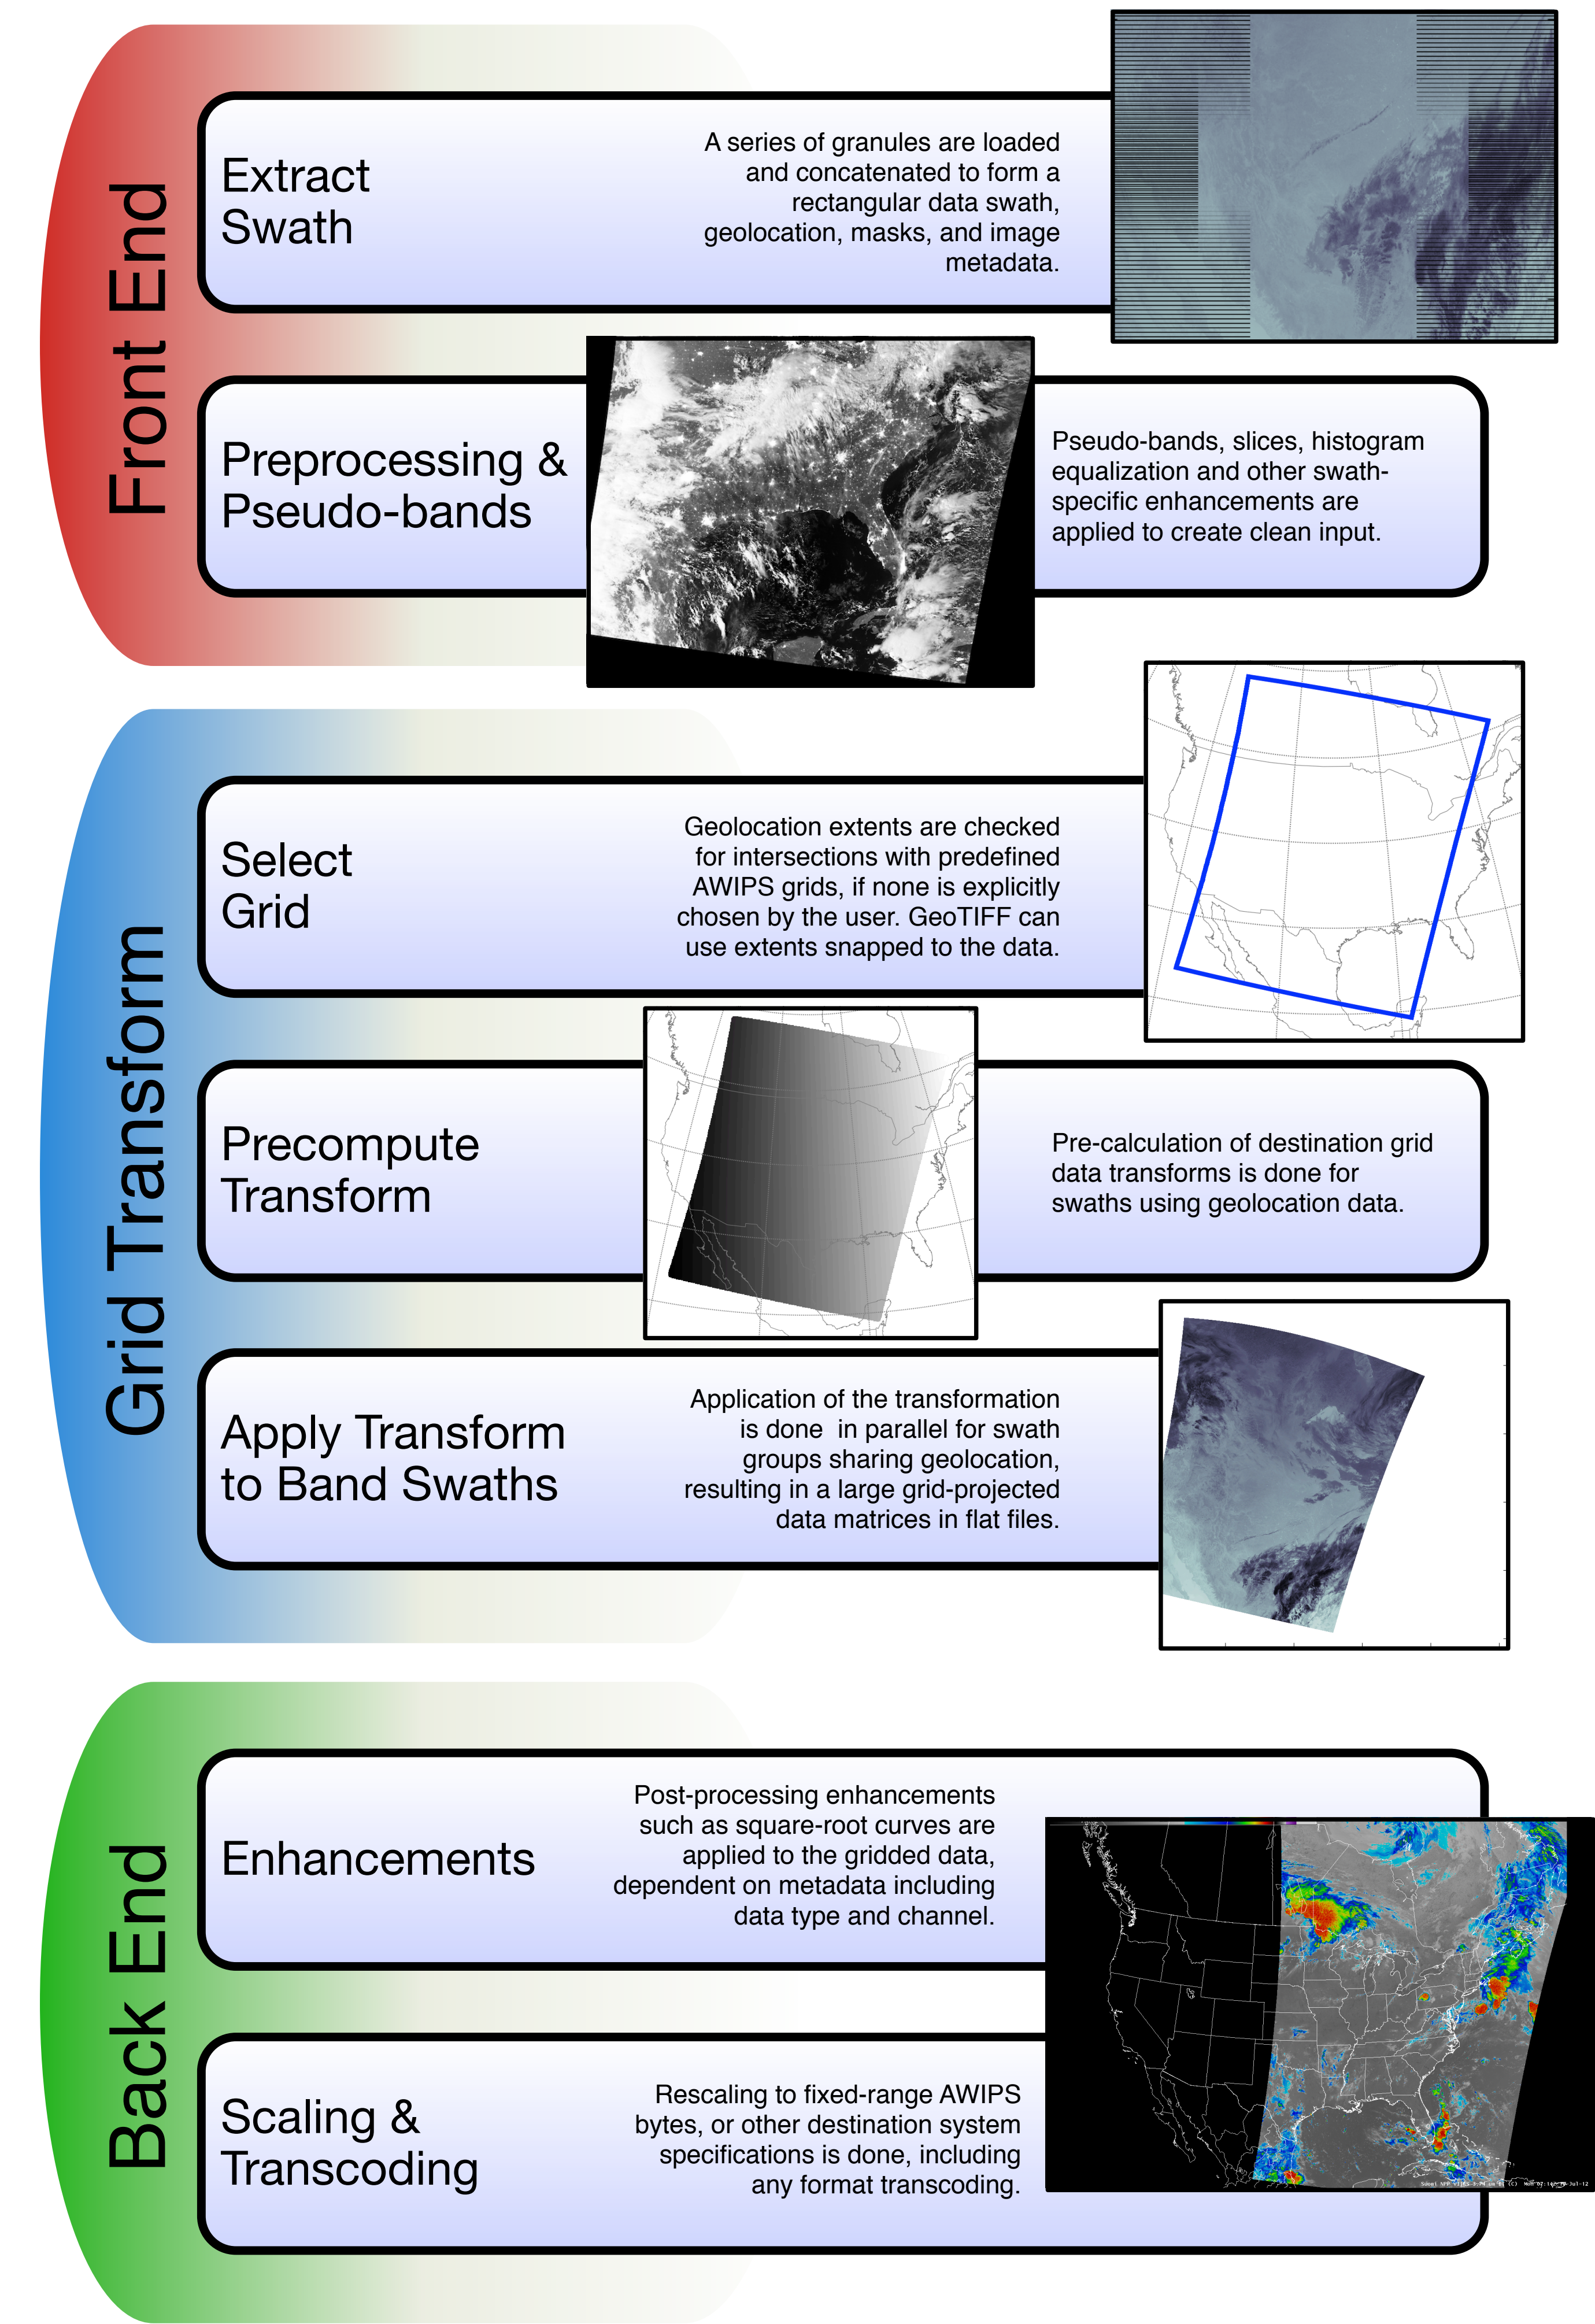 Front End
Extract
Swath
A series of granules are loaded
and concatenated to form a
rectangular data swath,
geolocation, masks, and image
metadata.
Preprocessing &
Pseudo-bands
Pseudo-bands, slices, histogram
equalization and other swath-
specific enhancements are
applied to create clean input.
Grid Transform
Select
Grid
Geolocation extents are checked
for intersections with predefined
AWIPS grids, if none is explicitly
chosen by the user. GeoTIFF can
use extents snapped to the data.
Precompute
Transform
Pre-calculation of destination grid
data transforms is done for
swaths using geolocation data.
Apply Transform
to Band Swaths
Application of the transformation
is done  in parallel for swath
groups sharing geolocation,
resulting in a large grid-projected
data matrices in flat files.
Back End
Enhancements
Post-processing enhancements
such as square-root curves are
applied to the gridded data,
dependent on metadata including
data type and channel.
Scaling &
Transcoding
Rescaling to fixed-range AWIPS
bytes, or other destination system
specifications is done, including
any format transcoding.